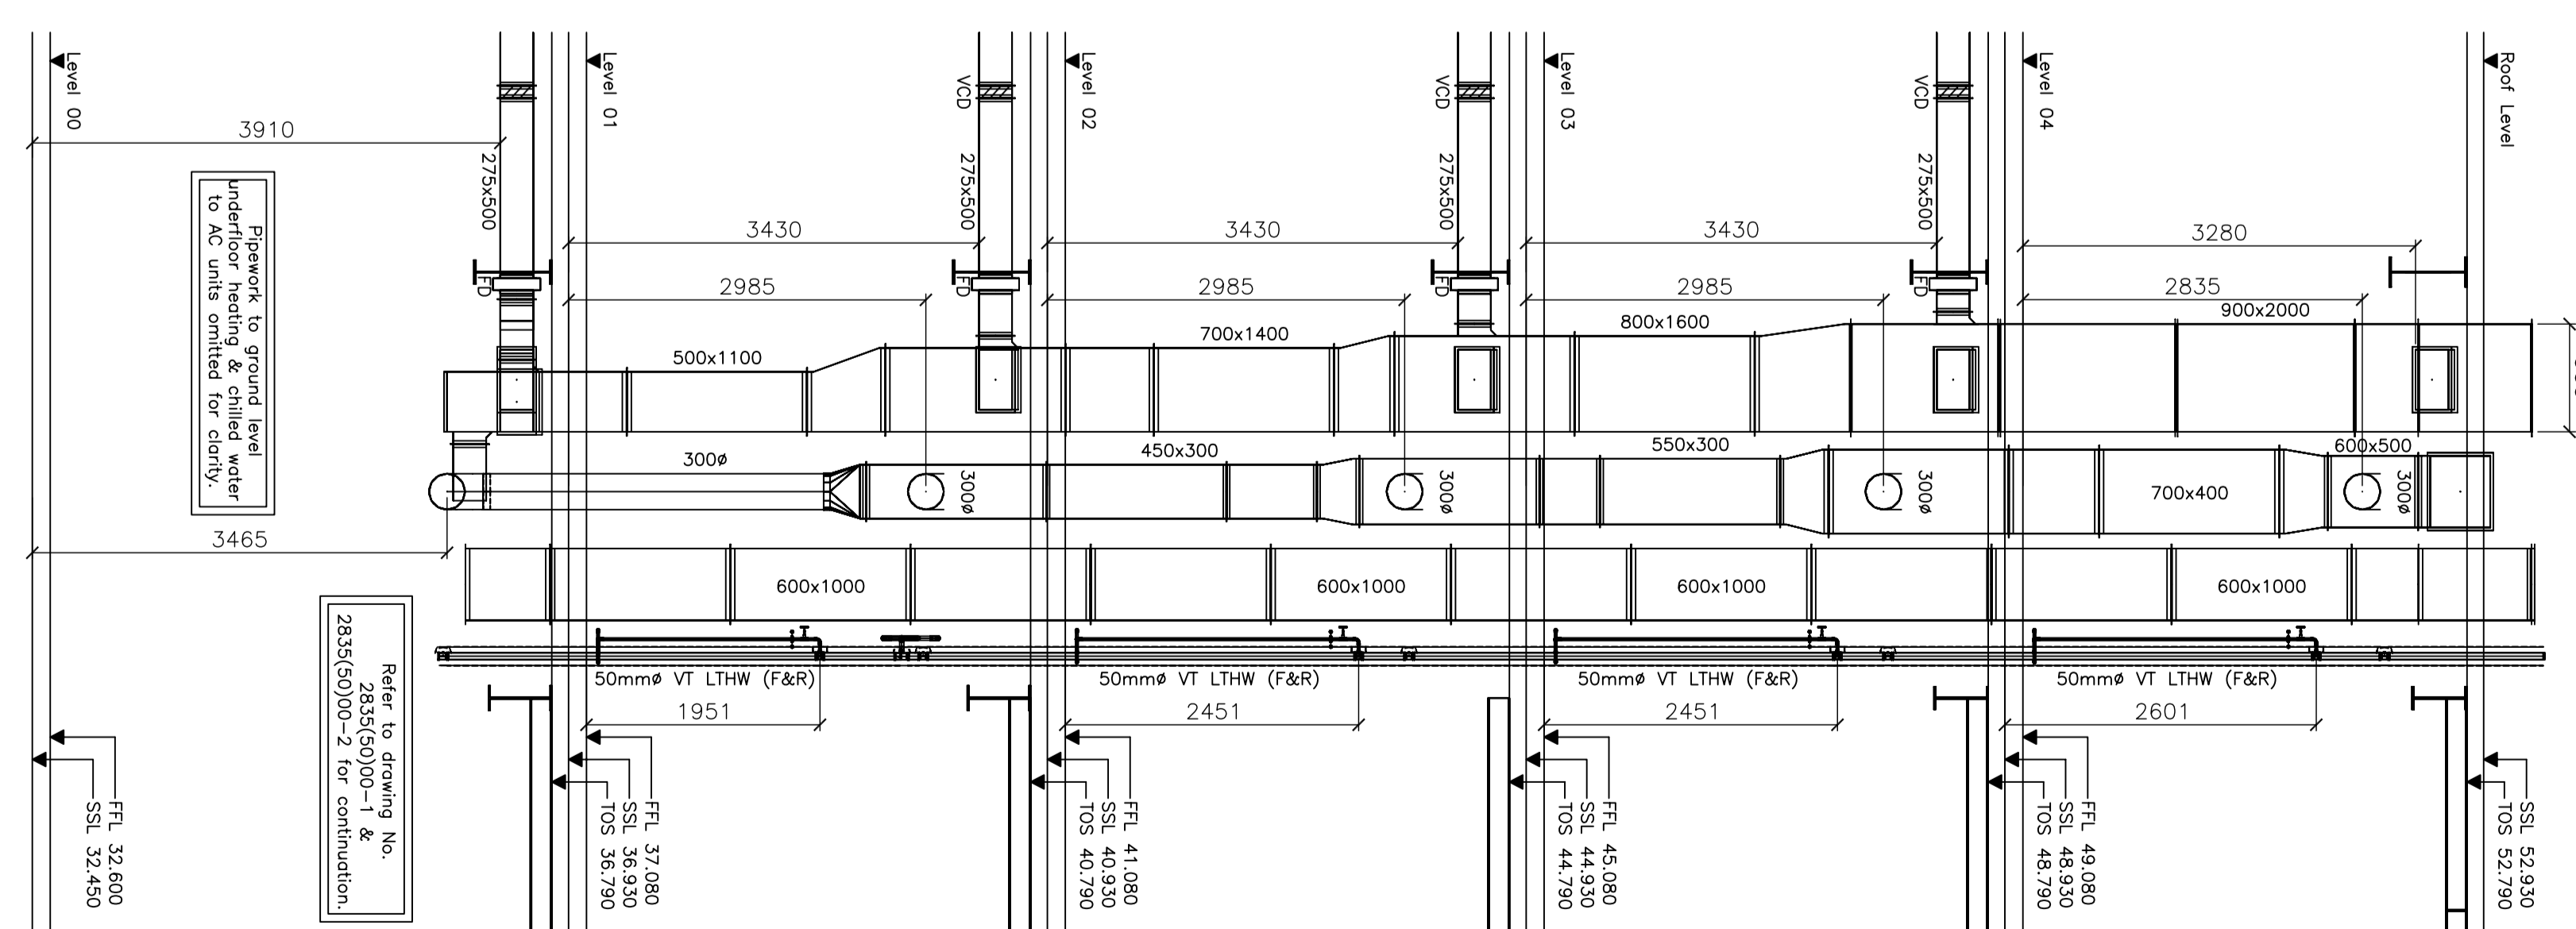 Level 00
Level 01
Level 02
Level 03
Level 04
Roof Level
VCD
VCD
VCD
3910
275x500
275x500
275x500
275x500
3430
3430
3430
3280
FD
FD
FD
FD
2985
2985
2985
2835
500x1100
700x1400
800x1600
900x2000
Pipework to ground level
underfloor heating & chilled water
to AC units omitted for clarity.
300ø
450x300
550x300
600x500
300ø
300ø
300ø
300ø
700x400
3465
600x1000
600x1000
600x1000
600x1000
50mmø VT LTHW (F&R)
50mmø VT LTHW (F&R)
50mmø VT LTHW (F&R)
50mmø VT LTHW (F&R)
1951
2451
2451
2601
Refer to drawing No.
2835(50)00-1 &
2835(50)00-2 for continuation.
FFL 32.600
SSL 32.450
FFL 37.080
SSL 36.930
TOS 36.790
FFL 41.080
SSL 40.930
TOS 40.790
FFL 45.080
SSL 44.930
TOS 44.790
FFL 49.080
SSL 48.930
TOS 48.790
SSL 52.930
TOS 52.790